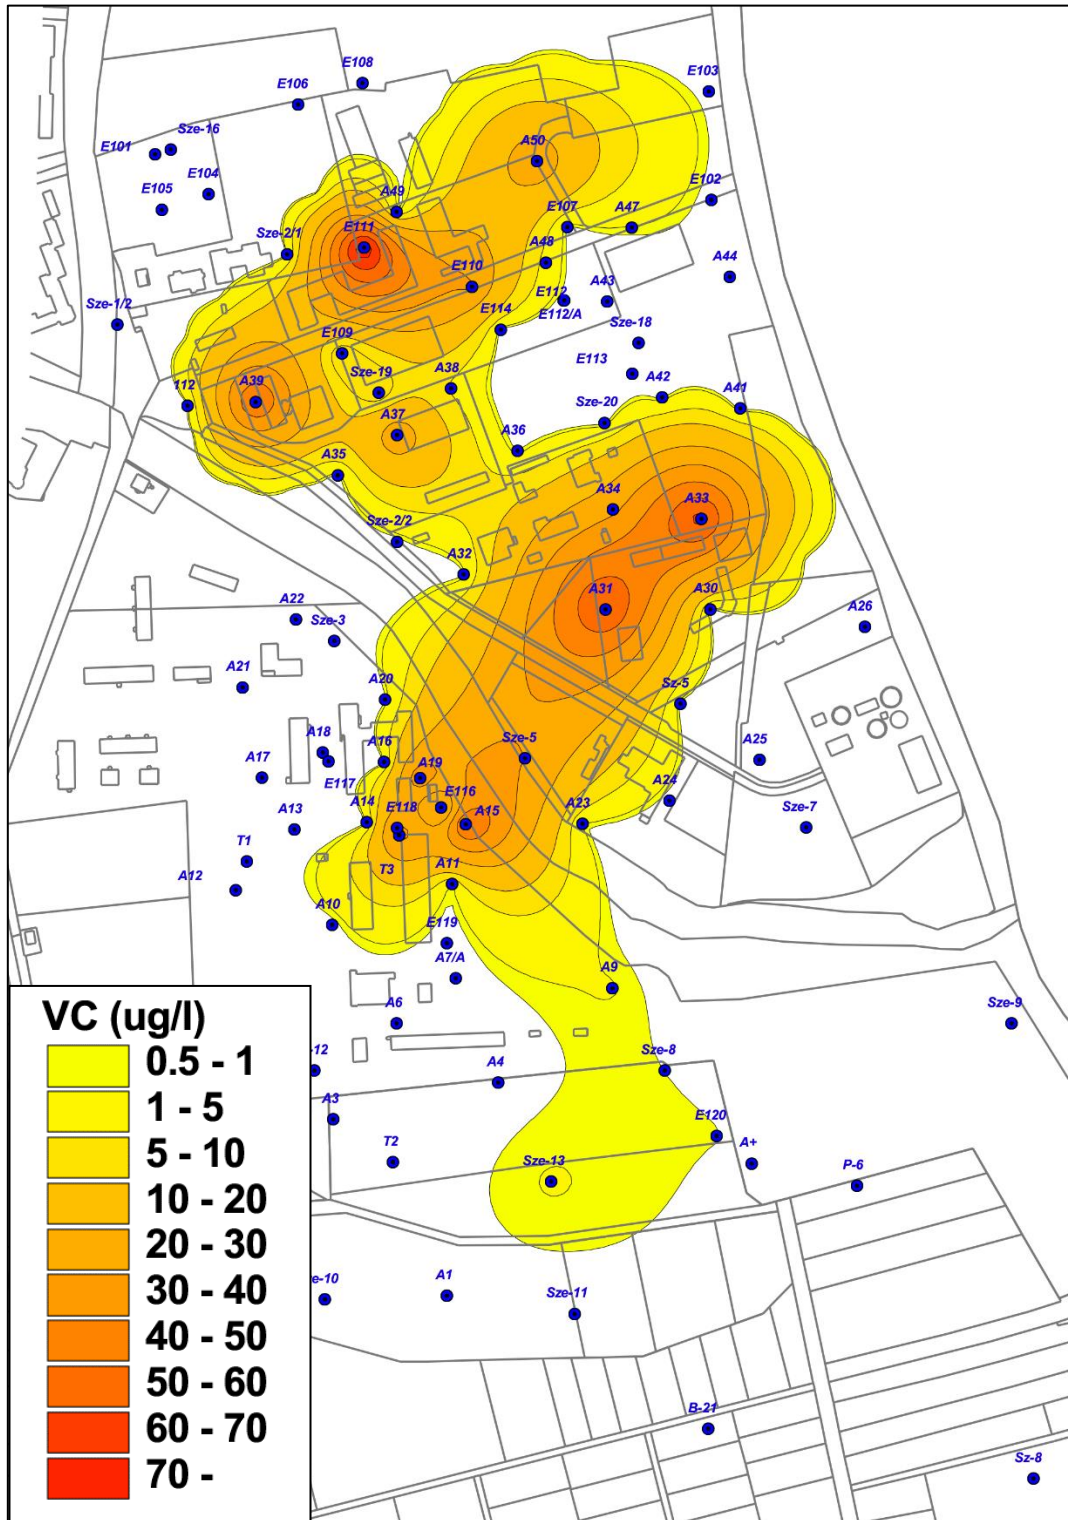 E108
E106
E103
Sze-16
E101
A50
E104
E105
E102
A49
A47
E107
Sze-2/1
E111
A48
A44
E110
A43
E112
E112/A
Sze-1/2
E114
Sze-18
E109
E113
Sze-19
A38
A42
A41
112
A39
Sze-20
A37
A36
A35
A34
A33
Sze-2/2
A32
A31
A30
A26
A22
Sze-3
A21
A20
Sz-5
A18
A16
Sze-5
A25
A17
A19
E117
A24
E116
Sze-7
A14
E118
A15
A23
A13
T1
T3
A11
A12
A10
E119
A7/A
A9
A6
Sze-9
-12
A4
Sze-8
A3
E120
T2
Sze-13
A+
P-6
e-10
A1
Sze-11
B-21
Sz-8
VC (ug/l)
0.5 - 1
1 - 5
5 - 10
10 - 20
20 - 30
30 - 40
40 - 50
50 - 60
60 - 70
70 -